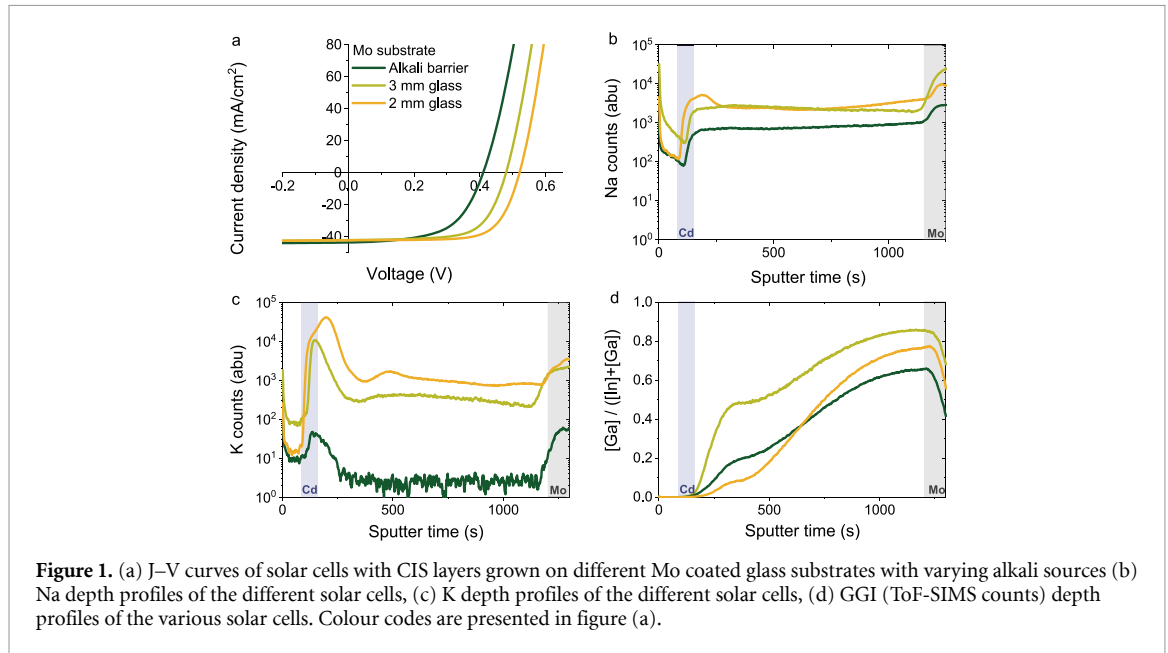 a
Mo substrate
Alkali barrier
3 mm glass
2 mm glass
80
60
40
20
0
-20
-40
-60
-0.2
0.0
0.2
0.4
0.6
Current density (mA/cm²)
Voltage (V)
b
10⁵
10⁴
10³
10²
10¹
10⁰
Na counts (abu)
Cd
Mo
0
500
1000
Sputter time (s)
c
10⁵
10⁴
10³
10²
10¹
10⁰
K counts (abu)
Cd
Mo
0
500
1000
Sputter time (s)
d
1.0
0.8
0.6
0.4
0.2
0.0
[Ga] / ([In]+[Ga])
Cd
Mo
0
500
1000
Sputter time (s)
Figure 1. (a) J–V curves of solar cells with CIS layers grown on different Mo coated glass substrates with varying alkali sources (b)
Na depth profiles of the different solar cells, (c) K depth profiles of the different solar cells, (d) GGI (ToF-SIMS counts) depth
profiles of the various solar cells. Colour codes are presented in figure (a).